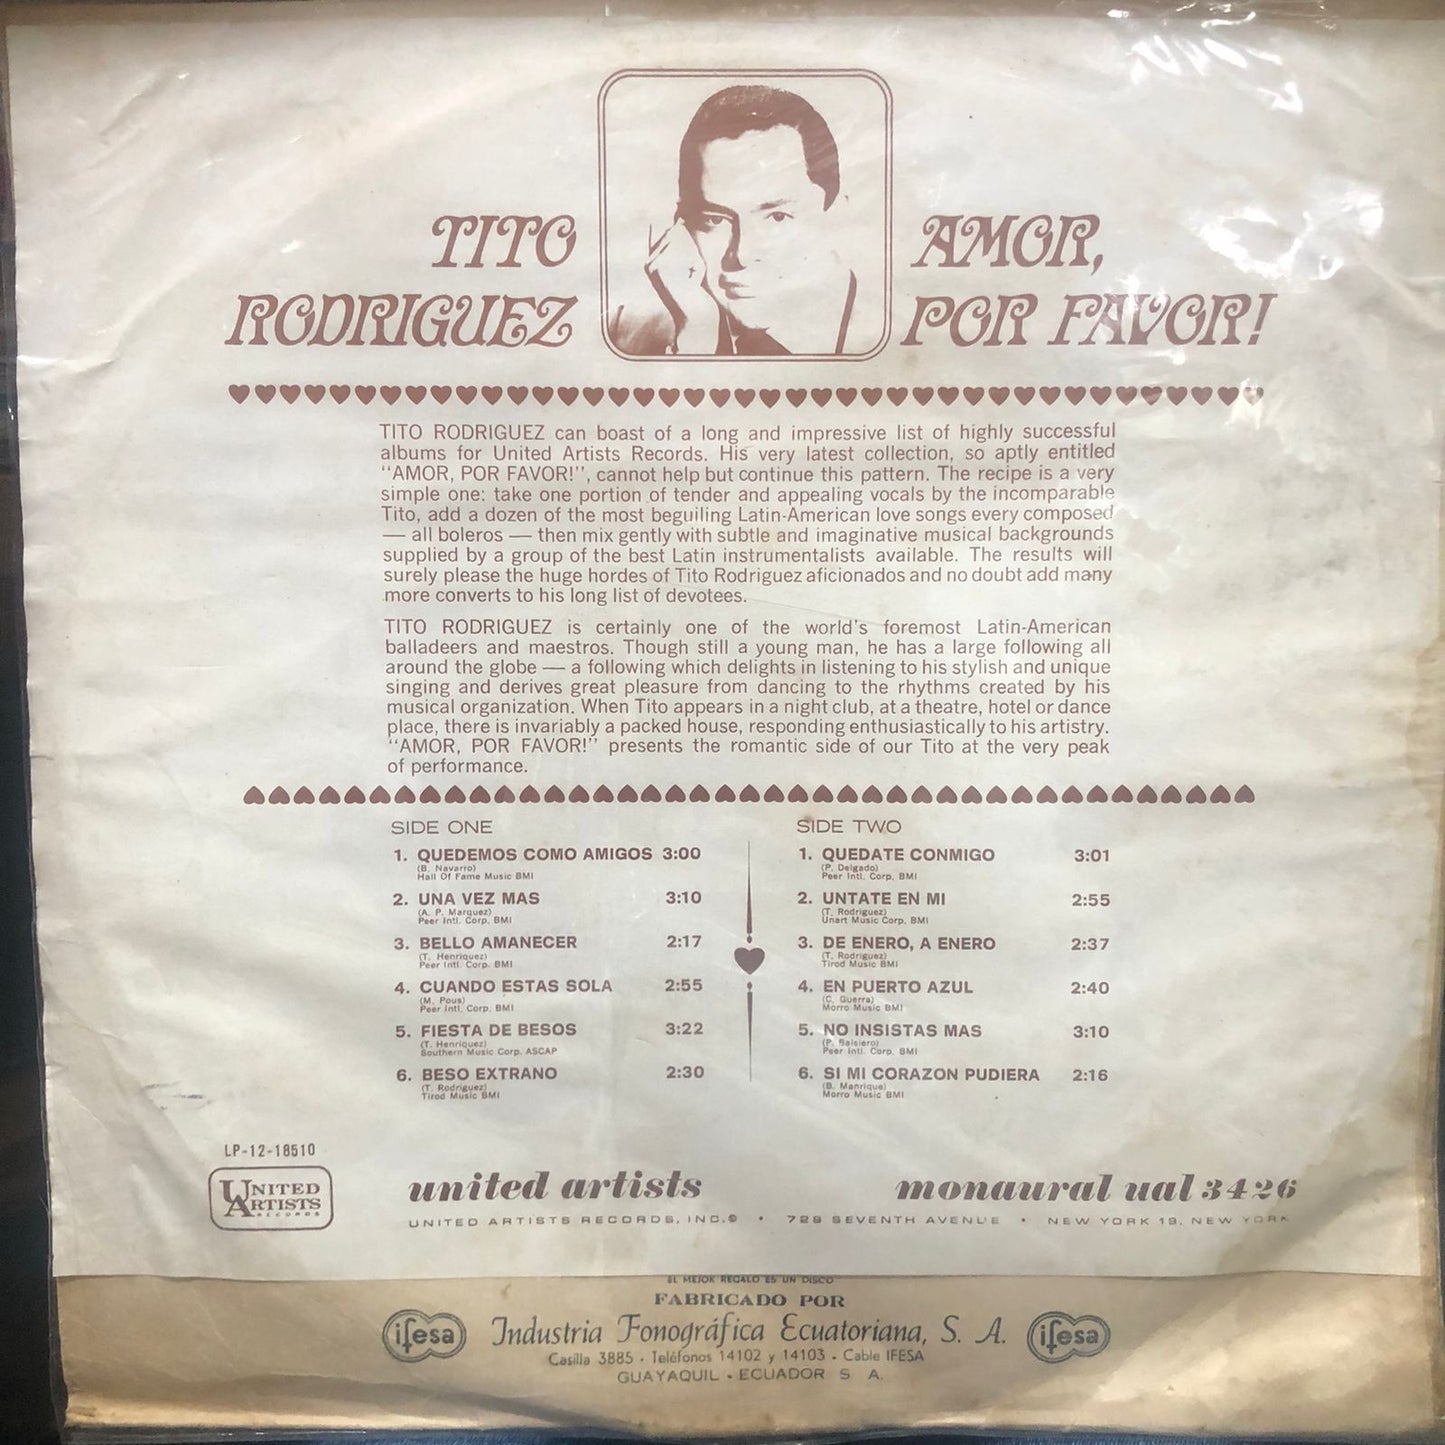 TITO
RODRIGUEZ
AMOR,
POR FAVOR!
TITO RODRIGUEZ can boast of a long and impressive list of highly successful
albums for United Artists Records. His very latest collection, so aptly entitled
"AMOR, POR FAVOR!", cannot help but continue this pattern. The recipe is a very
simple one: take one portion of tender and appealing vocals by the incomparable
Tito, add a dozen of the most beguiling Latin-American love songs every composed
— all boleros — then mix gently with subtle and imaginative musical backgrounds
supplied by a group of the best Latin instrumentalists available. The results will
surely please the huge hordes of Tito Rodriguez aficionados and no doubt add many
more converts to his long list of devotees.
TITO RODRIGUEZ is certainly one of the world's foremost Latin-American
balladeers and maestros. Though still a young man, he has a large following all
around the globe — a following which delights in listening to his stylish and unique
singing and derives great pleasure from dancing to the rhythms created by his
musical organization. When Tito appears in a night club, at a theatre, hotel or dance
place, there is invariably a packed house, responding enthusiastically to his artistry.
"AMOR, POR FAVOR!" presents the romantic side of our Tito at the very peak
of performance.
SIDE ONE
1. QUEDEMOS COMO AMIGOS 3:00
(B. Navarro)
Hall Of Fame Music BMI
2. UNA VEZ MAS 3:10
(A. P. Marquez)
Peer Intl. Corp. BMI
3. BELLO AMANECER 2:17
(T. Henriquez)
Peer Intl. Corp. BMI
4. CUANDO ESTAS SOLA 2:55
(M. Pous)
Peer Intl. Corp. BMI
5. FIESTA DE BESOS 3:22
(T. Henriquez)
Southern Music Corp. ASCAP
6. BESO EXTRANO 2:30
(T. Rodriguez)
Tirod Music BMI
SIDE TWO
1. QUEDATE CONMIGO 3:01
(P. Delgado)
Peer Intl. Corp. BMI
2. UNTATE EN MI 2:55
(T. Rodriguez)
Unart Music Corp. BMI
3. DE ENERO, A ENERO 2:37
(T. Rodriguez)
Tirod Music BMI
4. EN PUERTO AZUL 2:40
(C. Guerra)
Morro Music BMI
5. NO INSISTAS MAS 3:10
(P. Balsiero)
Peer Intl. Corp. BMI
6. SI MI CORAZON PUDIERA 2:16
(B. Manrique)
Morro Music BMI
LP-12-18510
UNITED
ARTISTS
RECORDS
united artists
monaural ual 3426
UNITED ARTISTS RECORDS, INC.© • 729 SEVENTH AVENUE • NEW YORK 19, NEW YORK
EL MEJOR REGALO ES UN DISCO
FABRICADO POR
ifesa Industria Fonográfica Ecuatoriana, S. A. ifesa
Casilla 3885 - Teléfonos 14102 y 14103 - Cable IFESA
GUAYAQUIL - ECUADOR S A.